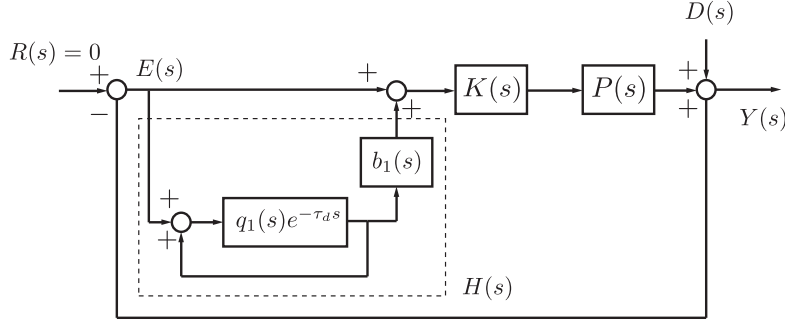 D(s)
R(s) = 0
+
E(s)
+
+
−
+
K(s)
P(s)
+
Y(s)
b₁(s)
+
q₁(s)e^{−τ_d s}
+
H(s)